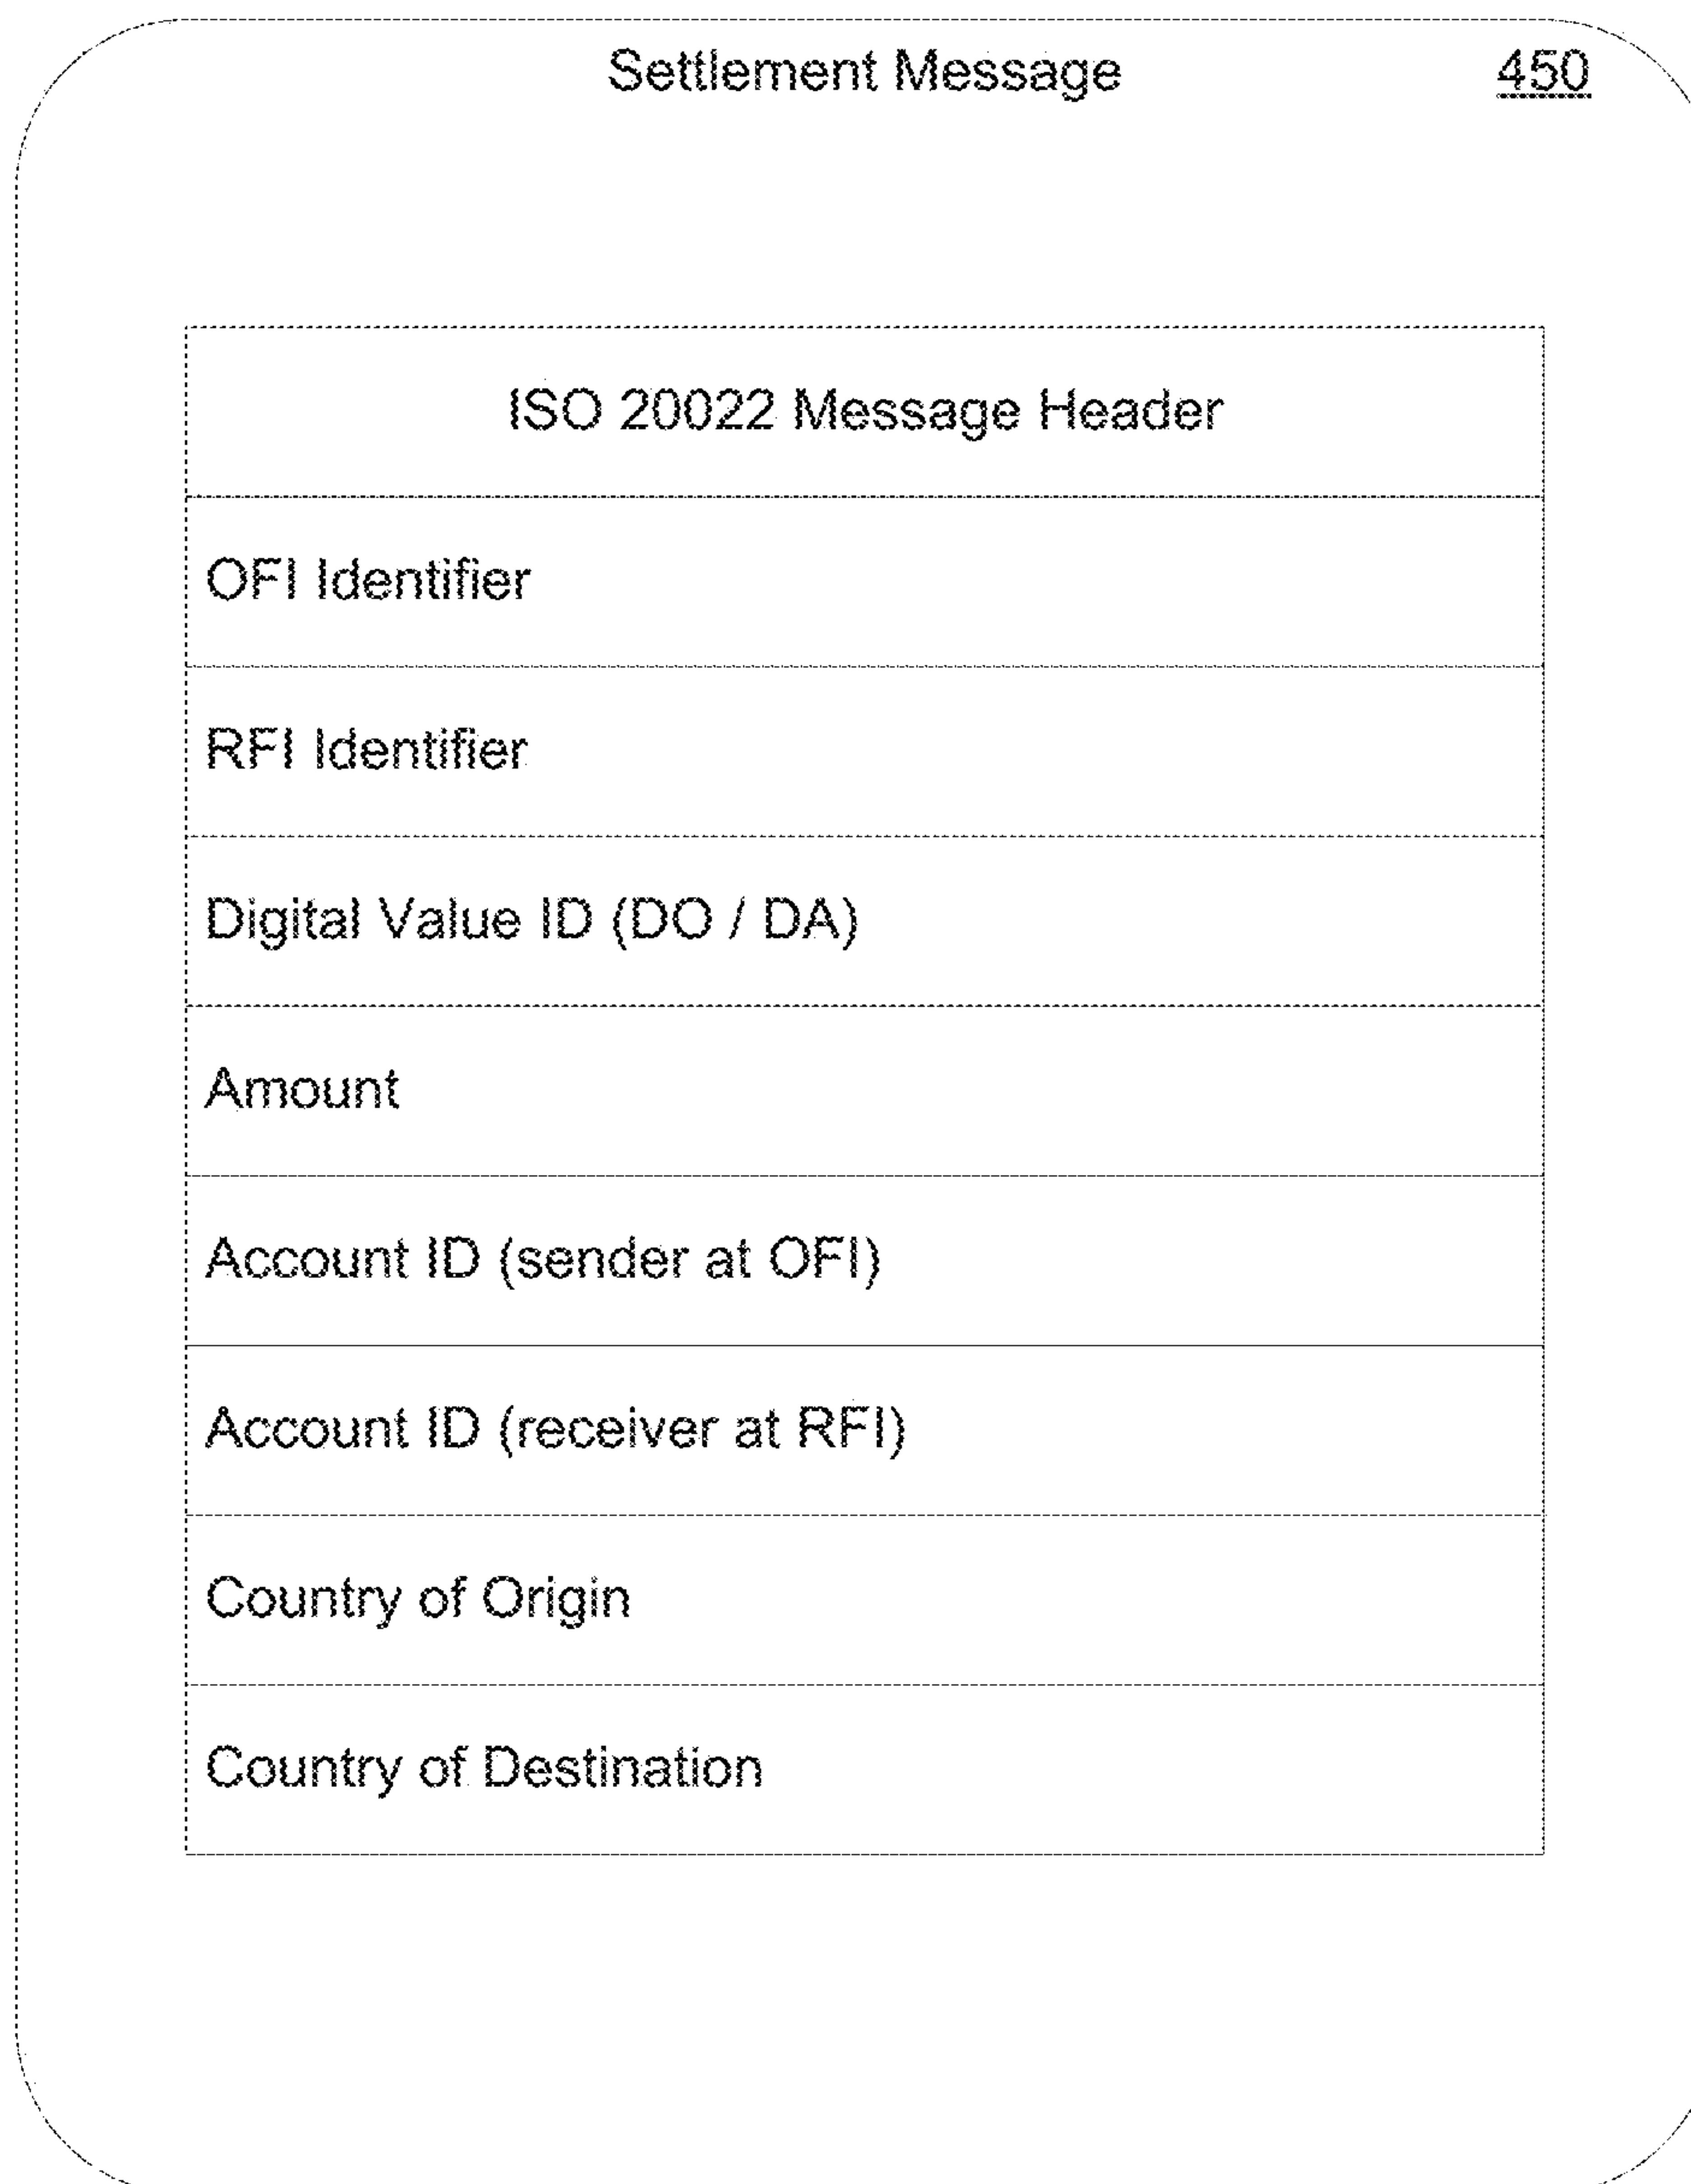 Settlement Message 450
ISO 20022 Message Header
OFI Identifier
RFI Identifier
Digital Value ID (DO / DA)
Amount
Account ID (sender at OFI)
Account ID (receiver at RFI)
Country of Origin
Country of Destination